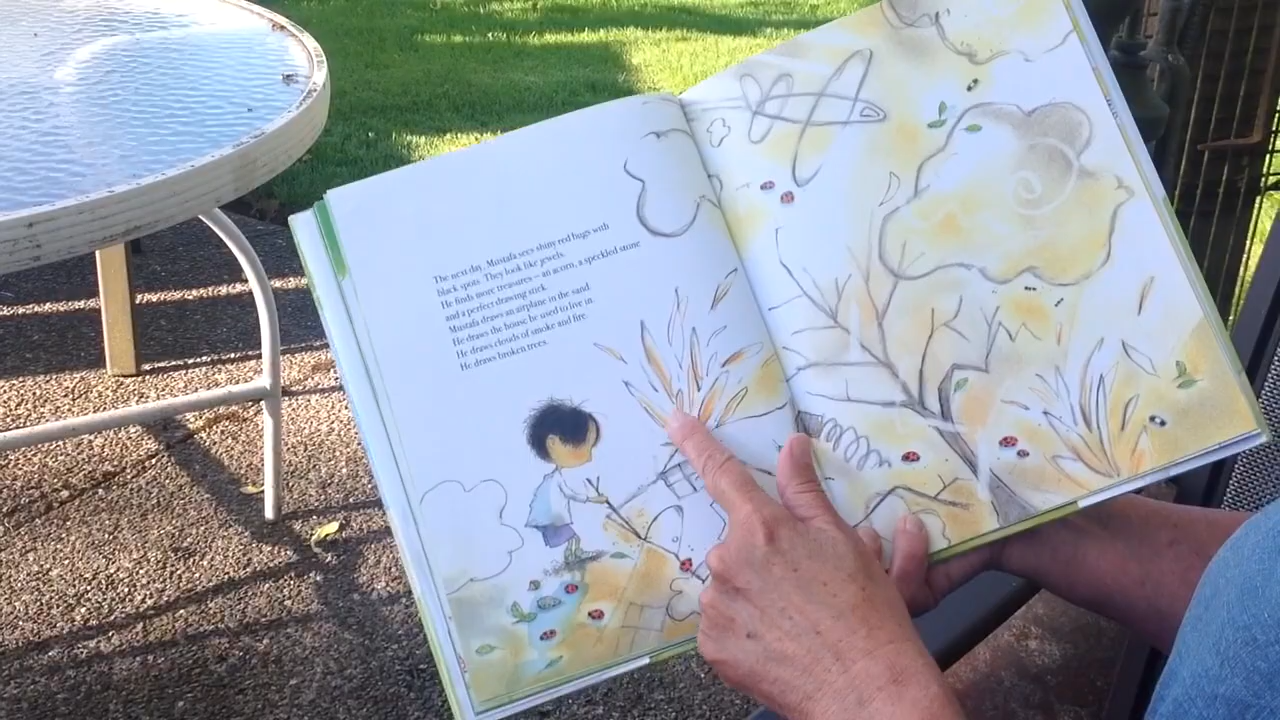 The next day, Mustafa sees shiny red bugs with
black spots. They look like jewels.
He finds more treasures – an acorn, a speckled stone
and a perfect drawing stick.
Mustafa draws an airplane in the sand.
He draws the house he used to live in.
He draws clouds of smoke and fire.
He draws broken trees.